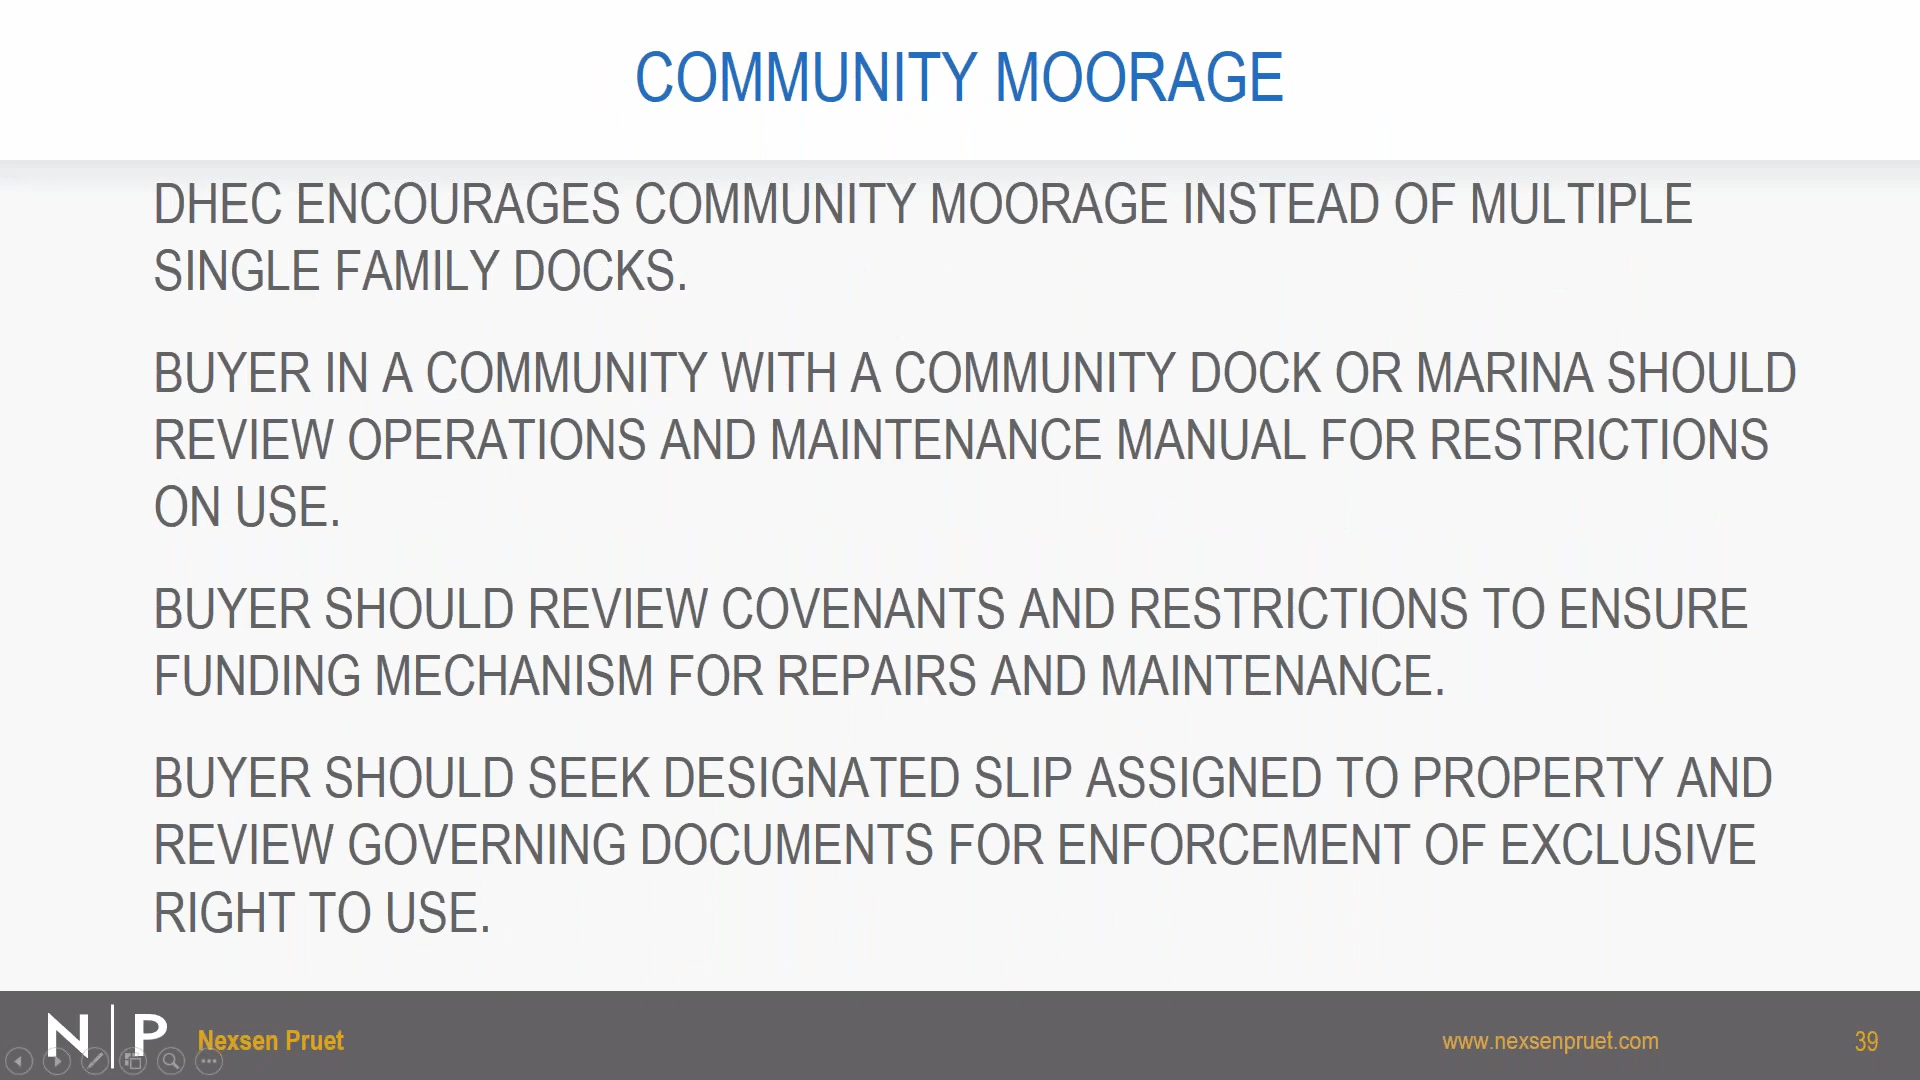 COMMUNITY MOORAGE
DHEC ENCOURAGES COMMUNITY MOORAGE INSTEAD OF MULTIPLE
SINGLE FAMILY DOCKS.
BUYER IN A COMMUNITY WITH A COMMUNITY DOCK OR MARINA SHOULD
REVIEW OPERATIONS AND MAINTENANCE MANUAL FOR RESTRICTIONS
ON USE.
BUYER SHOULD REVIEW COVENANTS AND RESTRICTIONS TO ENSURE
FUNDING MECHANISM FOR REPAIRS AND MAINTENANCE.
BUYER SHOULD SEEK DESIGNATED SLIP ASSIGNED TO PROPERTY AND
REVIEW GOVERNING DOCUMENTS FOR ENFORCEMENT OF EXCLUSIVE
RIGHT TO USE.
N|P Nexsen Pruet
www.nexsenpruet.com
39